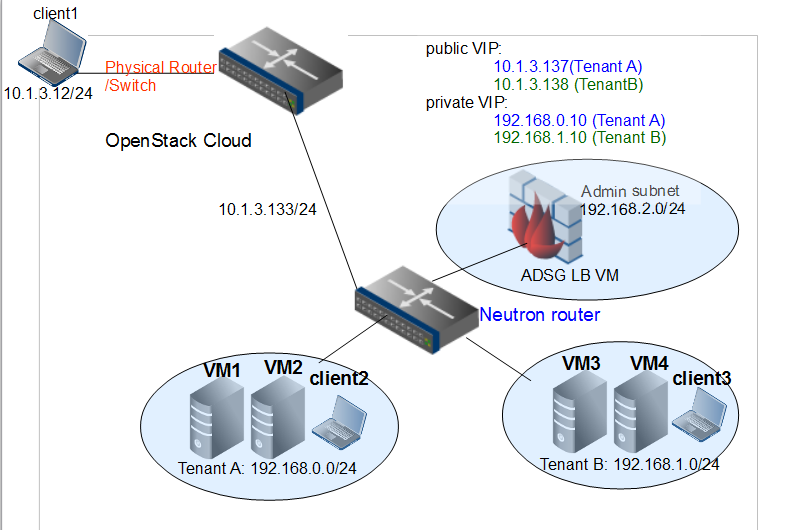 client1
10.1.3.12/24
Physical Router
/Switch
OpenStack Cloud
public VIP:
10.1.3.137(Tenant A)
10.1.3.138 (TenantB)
private VIP:
192.168.0.10 (Tenant A)
192.168.1.10 (Tenant B)
10.1.3.133/24
Admin subnet
192.168.2.0/24
ADSG LB VM
Neutron router
VM1
VM2
client2
Tenant A: 192.168.0.0/24
VM3
VM4
client3
Tenant B: 192.168.1.0/24